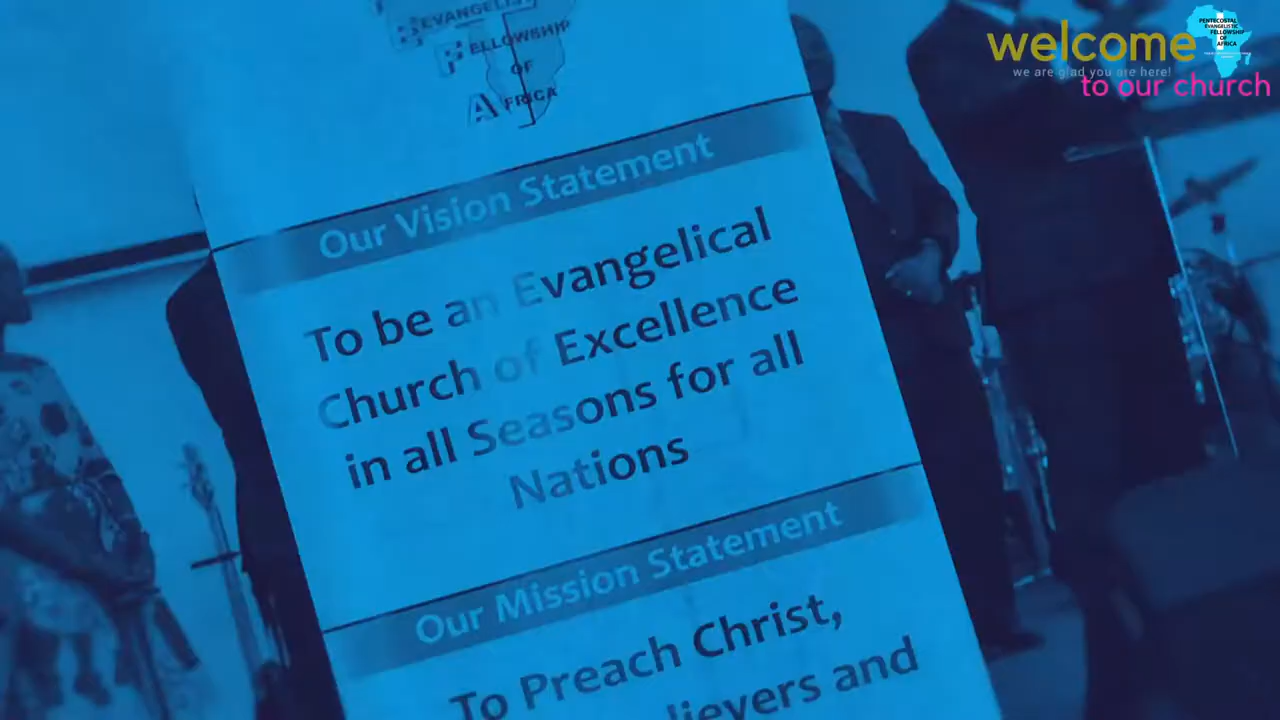 EVANGELISTIC
FELLOWSHIP
OF
AFRICA
Our Vision Statement
To be an Evangelical
Church of Excellence
in all Seasons for all
Nations
Our Mission Statement
To Preach Christ,
and
welcome
we are glad you are here!
to our church
PENTECOSTAL
EVANGELISTIC
FELLOWSHIP
OF
AFRICA